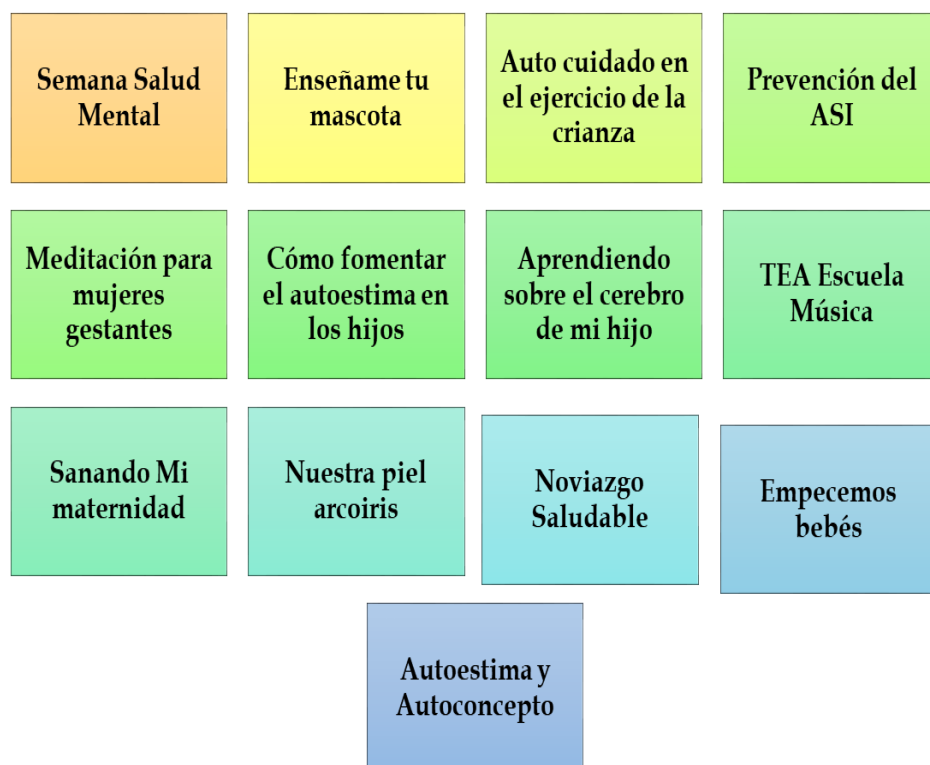 Semana Salud
Mental
Enseñame tu
mascota
Auto cuidado en
el ejercicio de la
crianza
Prevención del
ASI
Meditación para
mujeres
gestantes
Cómo fomentar
el autoestima en
los hijos
Aprendiendo
sobre el cerebro
de mi hijo
TEA Escuela
Música
Sanando Mi
maternidad
Nuestra piel
arcoiris
Noviazgo
Saludable
Empecemos
bebés
Autoestima y
Autoconcepto